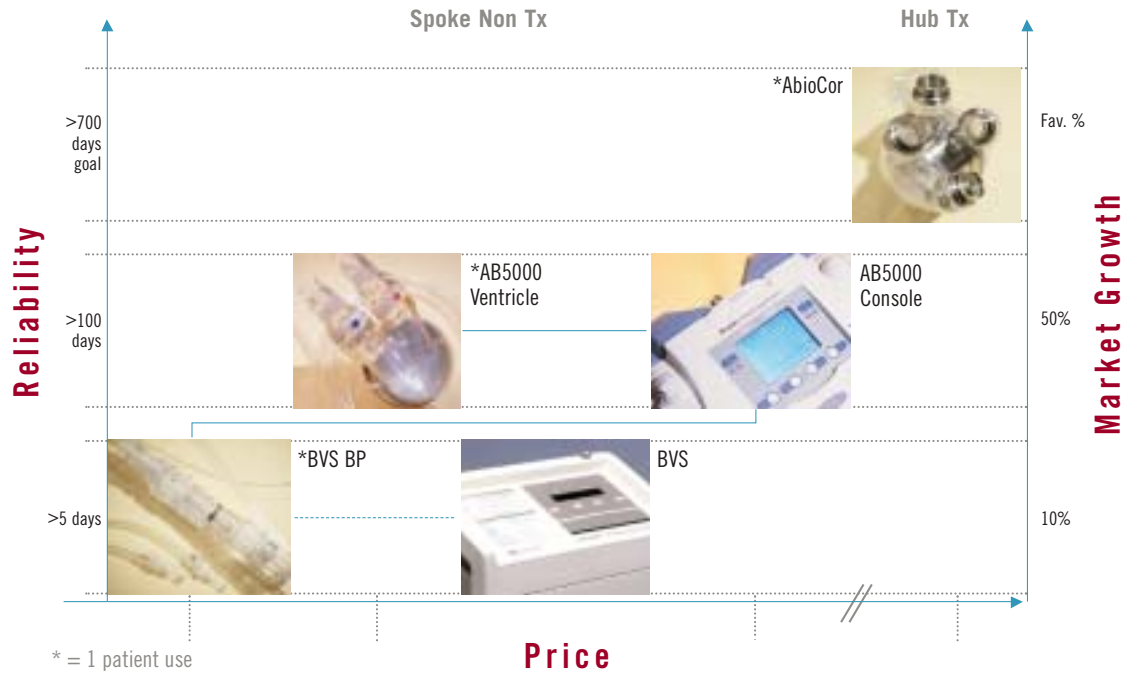 Spoke Non Tx
Hub Tx
*AbioCor
>700
days
goal
Fav. %
Reliability
Market Growth
*AB5000
Ventricle
AB5000
Console
>100
days
50%
*BVS BP
BVS
>5 days
10%
* = 1 patient use
Price